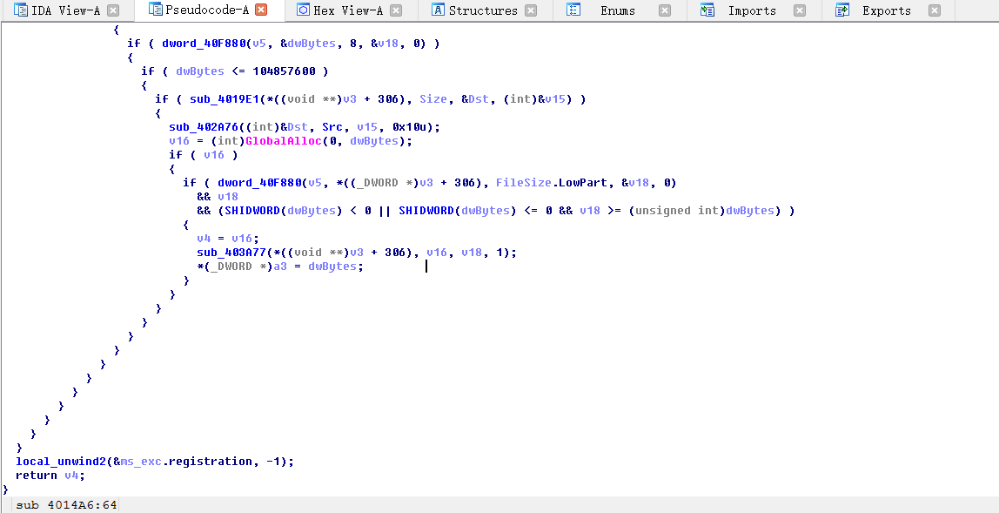 IDA View-A Pseudocode-A Hex View-A Structures Enums Imports Exports
{
if ( dword_40F880(v5, &dwBytes, 8, &v18, 0) )
{
if ( dwBytes <= 104857600 )
{
if ( sub_4019E1(*((void **)v3 + 306), Size, &Dst, (int)&v15) )
{
sub_402A76((int)&Dst, Src, v15, 0x10u);
v16 = (int)GlobalAlloc(0, dwBytes);
if ( v16 )
{
if ( dword_40F880(v5, *((_DWORD *)v3 + 306), FileSize.LowPart, &v18, 0)
&& v18
&& (SHIDWORD(dwBytes) < 0 || SHIDWORD(dwBytes) <= 0 && v18 >= (unsigned int)dwBytes) )
{
v4 = v16;
sub_403A77(*((void **)v3 + 306), v16, v18, 1);
*(_DWORD *)a3 = dwBytes;
}
}
}
}
}
}
}
}
}
}
}
}
}
local_unwind2(&ms_exc.registration, -1);
return v4;
}
sub_4014A6:64